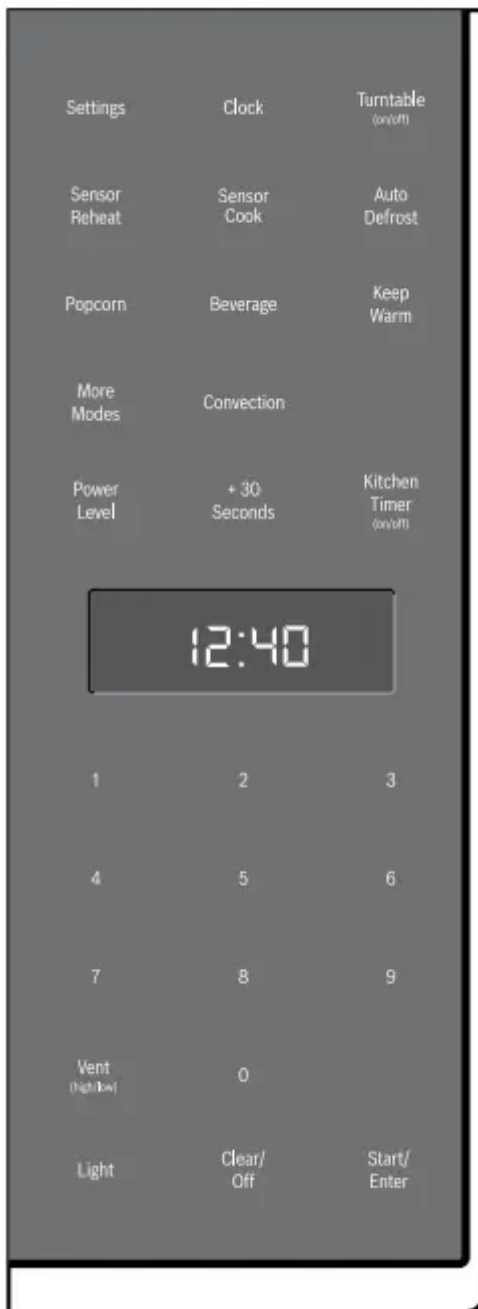 Settings
Clock
Turntable
(on/off)
Sensor
Reheat
Sensor
Cook
Auto
Defrost
Popcorn
Beverage
Keep
Warm
More
Modes
Convection
Power
Level
+ 30
Seconds
Kitchen
Timer
(on/off)
12:40
1
2
3
4
5
6
7
8
9
Vent
(high/low)
0
Light
Clear/
Off
Start/
Enter